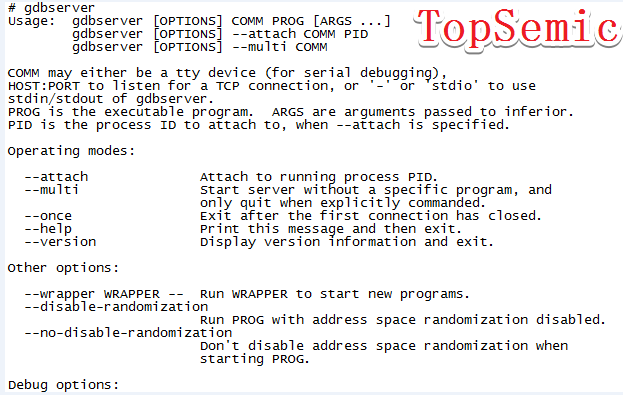 # gdbserver
Usage:  gdbserver [OPTIONS] COMM PROG [ARGS ...]
        gdbserver [OPTIONS] --attach COMM PID
        gdbserver [OPTIONS] --multi COMM
TopSemic
COMM may either be a tty device (for serial debugging),
HOST:PORT to listen for a TCP connection, or '-' or 'stdio' to use
stdin/stdout of gdbserver.
PROG is the executable program.  ARGS are arguments passed to inferior.
PID is the process ID to attach to, when --attach is specified.
Operating modes:
  --attach              Attach to running process PID.
  --multi               Start server without a specific program, and
                        only quit when explicitly commanded.
  --once                Exit after the first connection has closed.
  --help                Print this message and then exit.
  --version             Display version information and exit.
Other options:
  --wrapper WRAPPER --  Run WRAPPER to start new programs.
  --disable-randomization
                        Run PROG with address space randomization disabled.
  --no-disable-randomization
                        Don't disable address space randomization when
                        starting PROG.
Debug options: